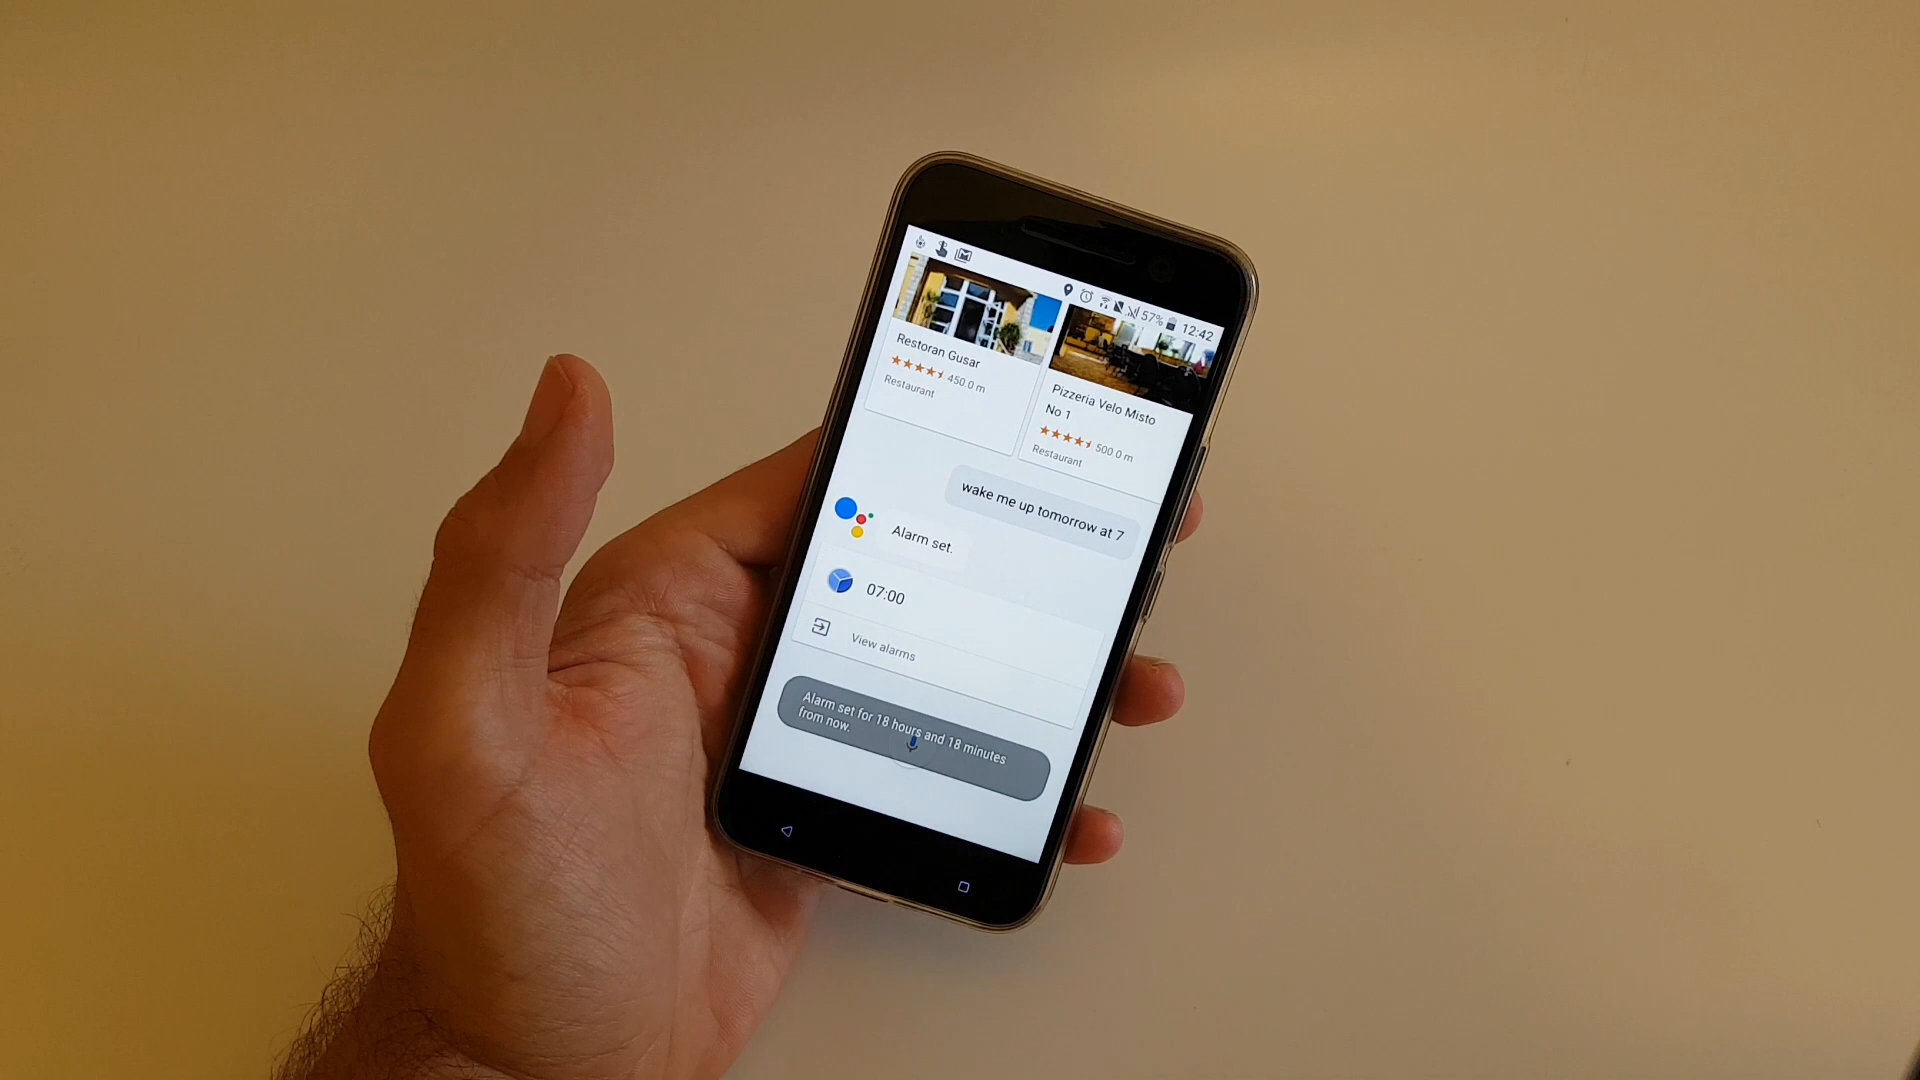 57% 12:42
Restoran Gusar
450.0 m
Restaurant
Pizzeria Velo Misto
No 1
500.0 m
Restaurant
wake me up tomorrow at 7
Alarm set.
07:00
View alarms
Alarm set for 18 hours and 18 minutes
from now.